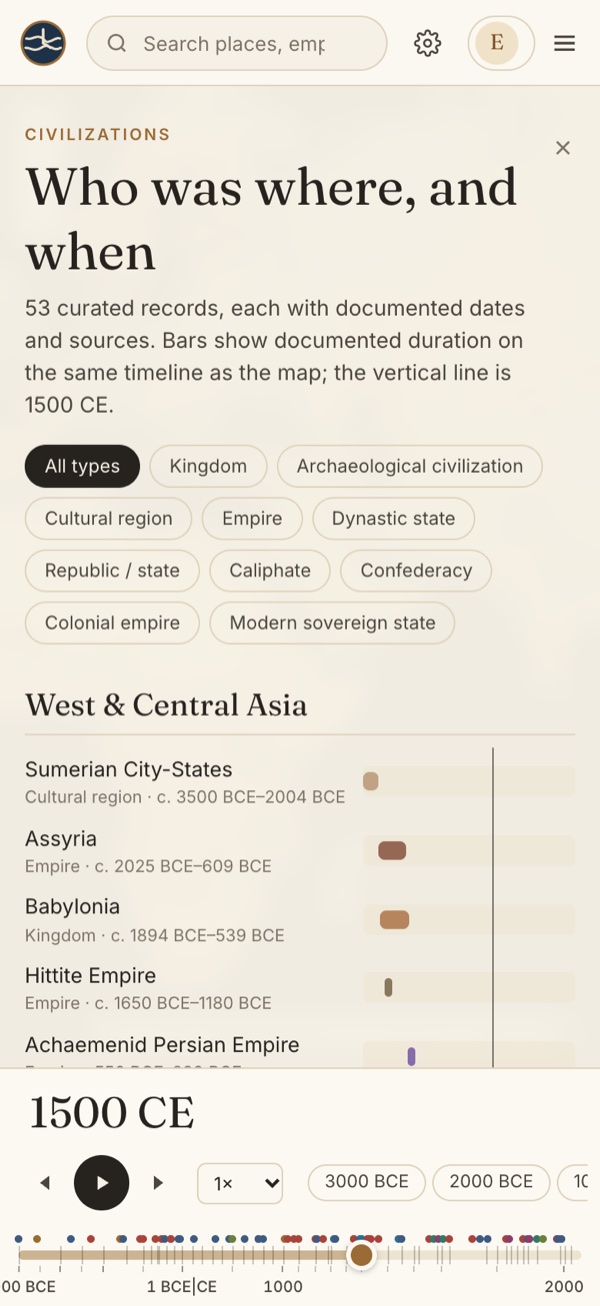 Search places, emp
E
CIVILIZATIONS
Who was where, and
when
53 curated records, each with documented dates
and sources. Bars show documented duration on
the same timeline as the map; the vertical line is
1500 CE.
All types
Kingdom
Archaeological civilization
Cultural region
Empire
Dynastic state
Republic / state
Caliphate
Confederacy
Colonial empire
Modern sovereign state
West & Central Asia
Sumerian City-States
Cultural region · c. 3500 BCE–2004 BCE
Assyria
Empire · c. 2025 BCE–609 BCE
Babylonia
Kingdom · c. 1894 BCE–539 BCE
Hittite Empire
Empire · c. 1650 BCE–1180 BCE
Achaemenid Persian Empire
1500 CE
1×
3000 BCE
2000 BCE
10
00 BCE
1 BCE|CE
1000
2000